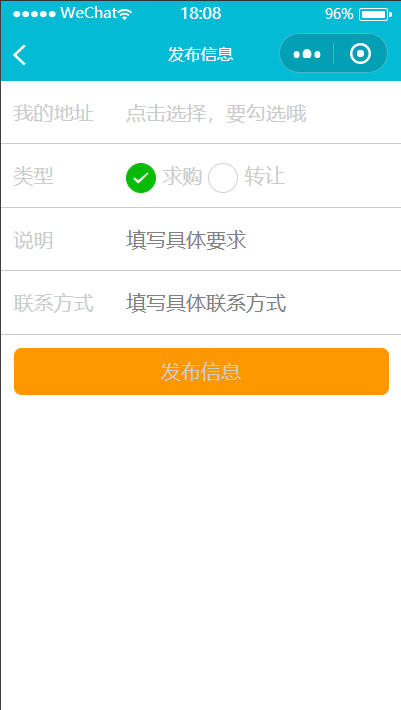 WeChat 18:08 96%
发布信息
我的地址 点击选择，要勾选哦
类型 求购 转让
说明 填写具体要求
联系方式 填写具体联系方式
发布信息